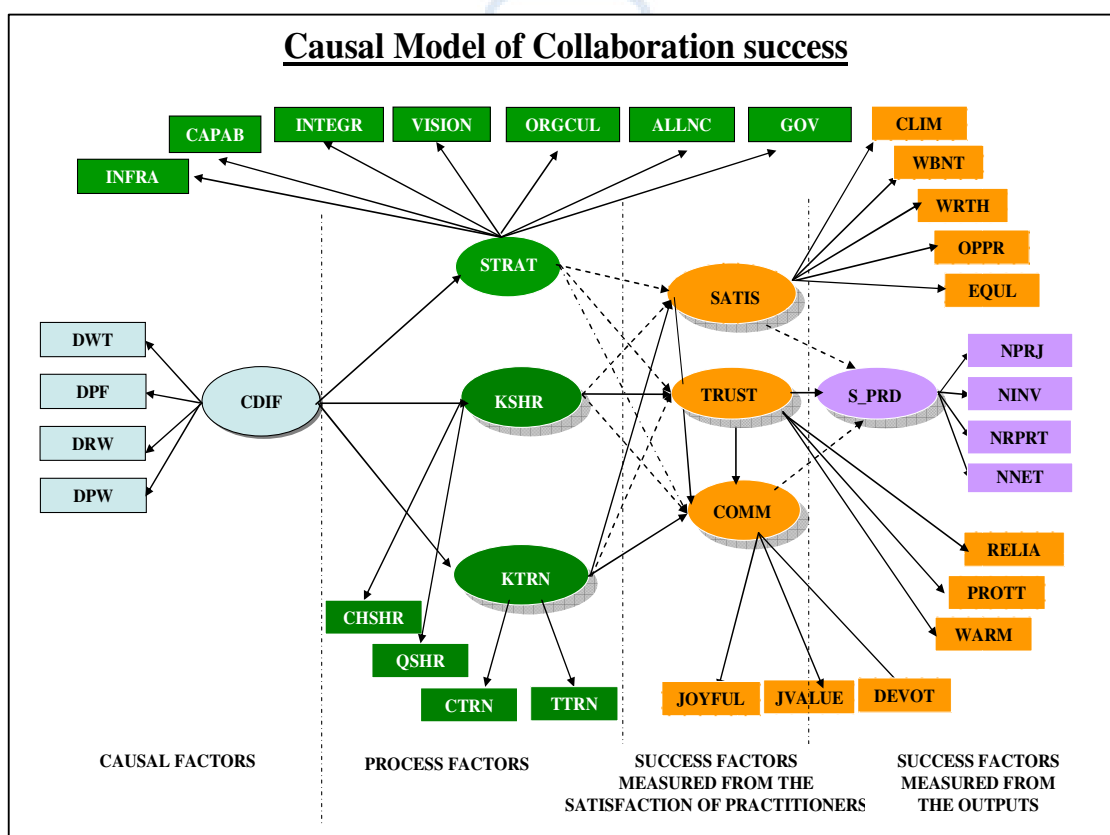 Causal Model of Collaboration success
INTEGR
VISION
ORGCUL
ALLNC
GOV
CLIM
CAPAB
WBNT
INFRA
WRTH
OPPR
STRAT
EQUL
SATIS
DWT
NPRJ
DPF
NINV
CDIF
KSHR
TRUST
S_PRD
DRW
NRPRT
DPW
NNET
COMM
RELIA
KTRN
PROTT
CHSHR
WARM
QSHR
CTRN
TTRN
JOYFUL
JVALUE
DEVOT
CAUSAL FACTORS
PROCESS FACTORS
SUCCESS FACTORS
MEASURED FROM THE
SATISFACTION OF PRACTITIONERS
SUCCESS FACTORS
MEASURED FROM
THE OUTPUTS